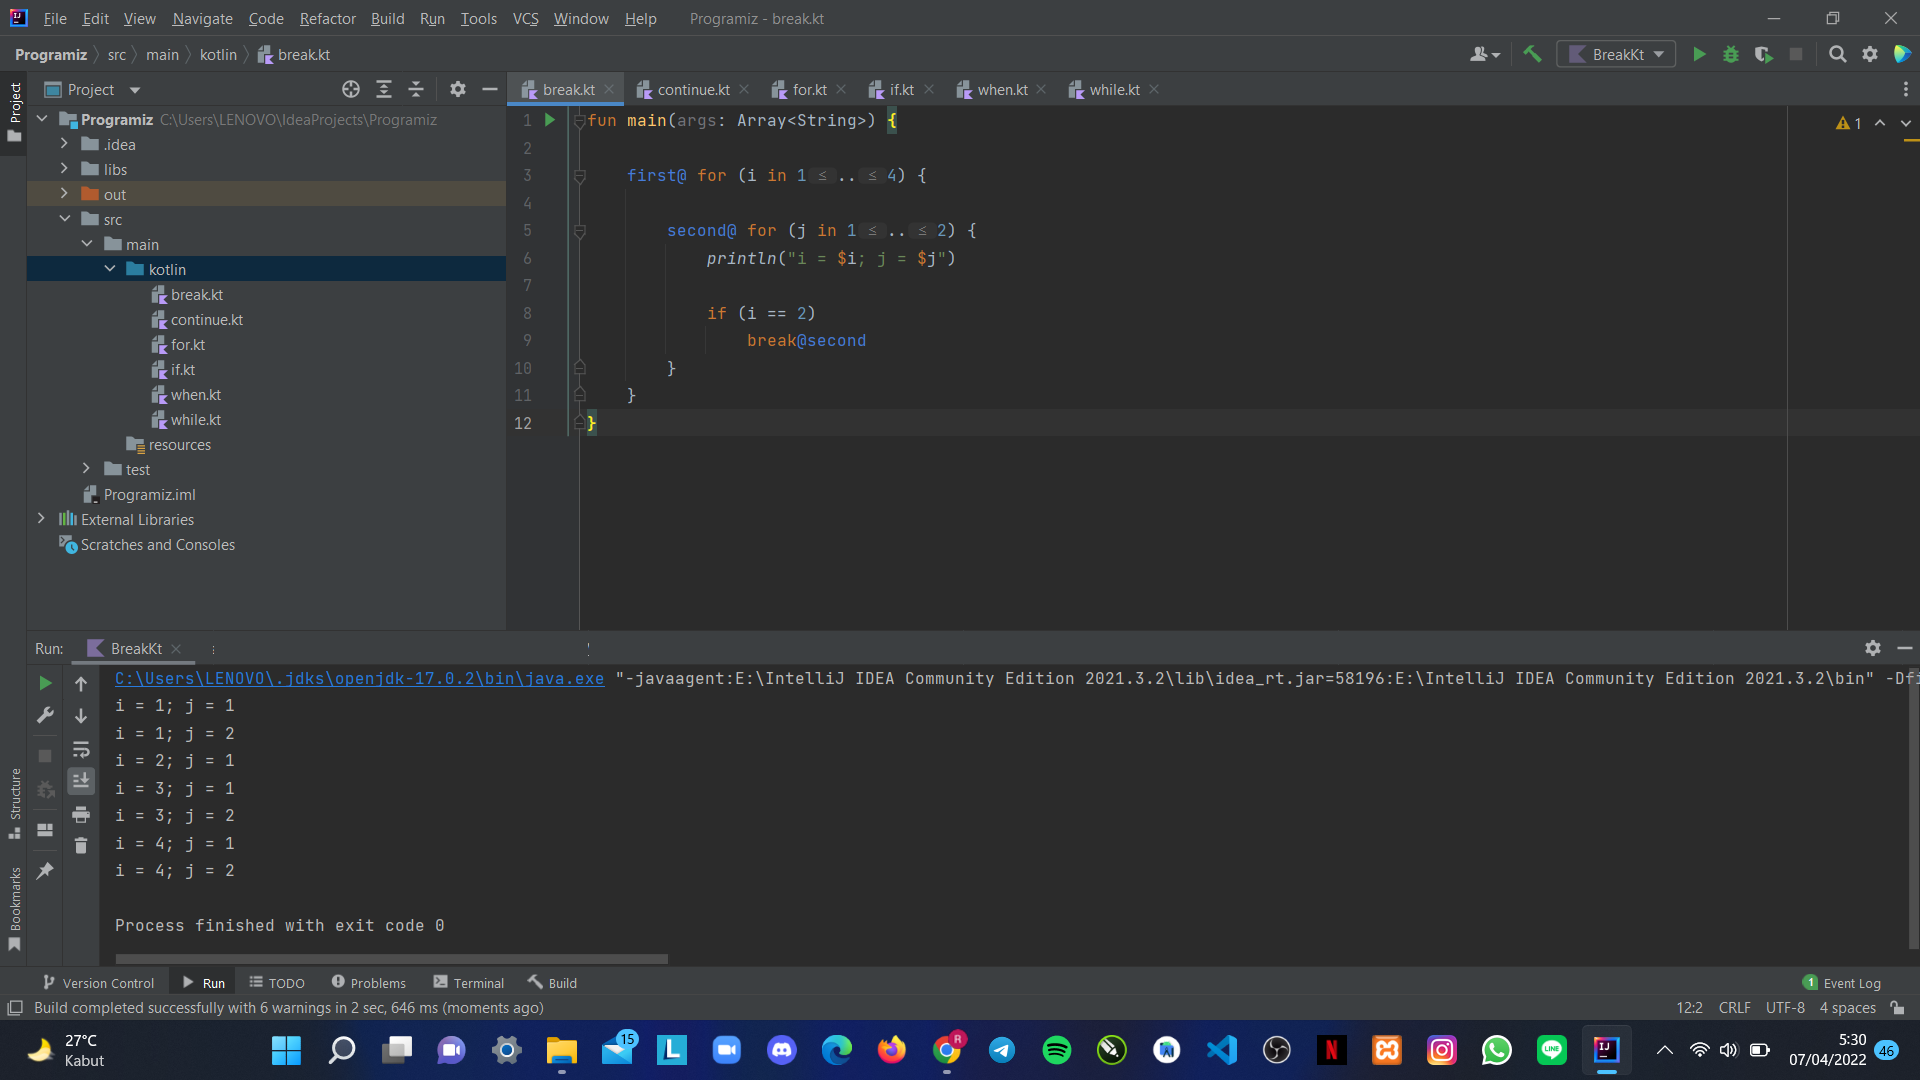 File Edit View Navigate Code Refactor Build Run Tools VCS Window Help Programiz - break.kt
Programiz src main kotlin break.kt
BreakKt
Project
Project
break.kt continue.kt for.kt if.kt when.kt while.kt
Programiz C:\Users\LENOVO\IdeaProjects\Programiz
.idea
libs
out
src
main
kotlin
break.kt
continue.kt
for.kt
if.kt
when.kt
while.kt
resources
test
Programiz.iml
External Libraries
Scratches and Consoles
1 fun main(args: Array<String>) {
2
3 first@ for (i in 1 ≤ .. ≤ 4) {
4
5 second@ for (j in 1 ≤ .. ≤ 2) {
6 println("i = $i; j = $j")
7
8 if (i == 2)
9 break@second
10 }
11 }
12 }
1
Run: BreakKt
C:\Users\LENOVO\.jdks\openjdk-17.0.2\bin\java.exe "-javaagent:E:\IntelliJ IDEA Community Edition 2021.3.2\lib\idea_rt.jar=58196:E:\IntelliJ IDEA Community Edition 2021.3.2\bin" -Dfi
i = 1; j = 1
i = 1; j = 2
i = 2; j = 1
i = 3; j = 1
i = 3; j = 2
i = 4; j = 1
i = 4; j = 2
Process finished with exit code 0
Structure
Bookmarks
Version Control Run TODO Problems Terminal Build 1 Event Log
Build completed successfully with 6 warnings in 2 sec, 646 ms (moments ago) 12:2 CRLF UTF-8 4 spaces
27°C
Kabut
15
L
R
N
LINE
IJ
5:30
07/04/2022
46